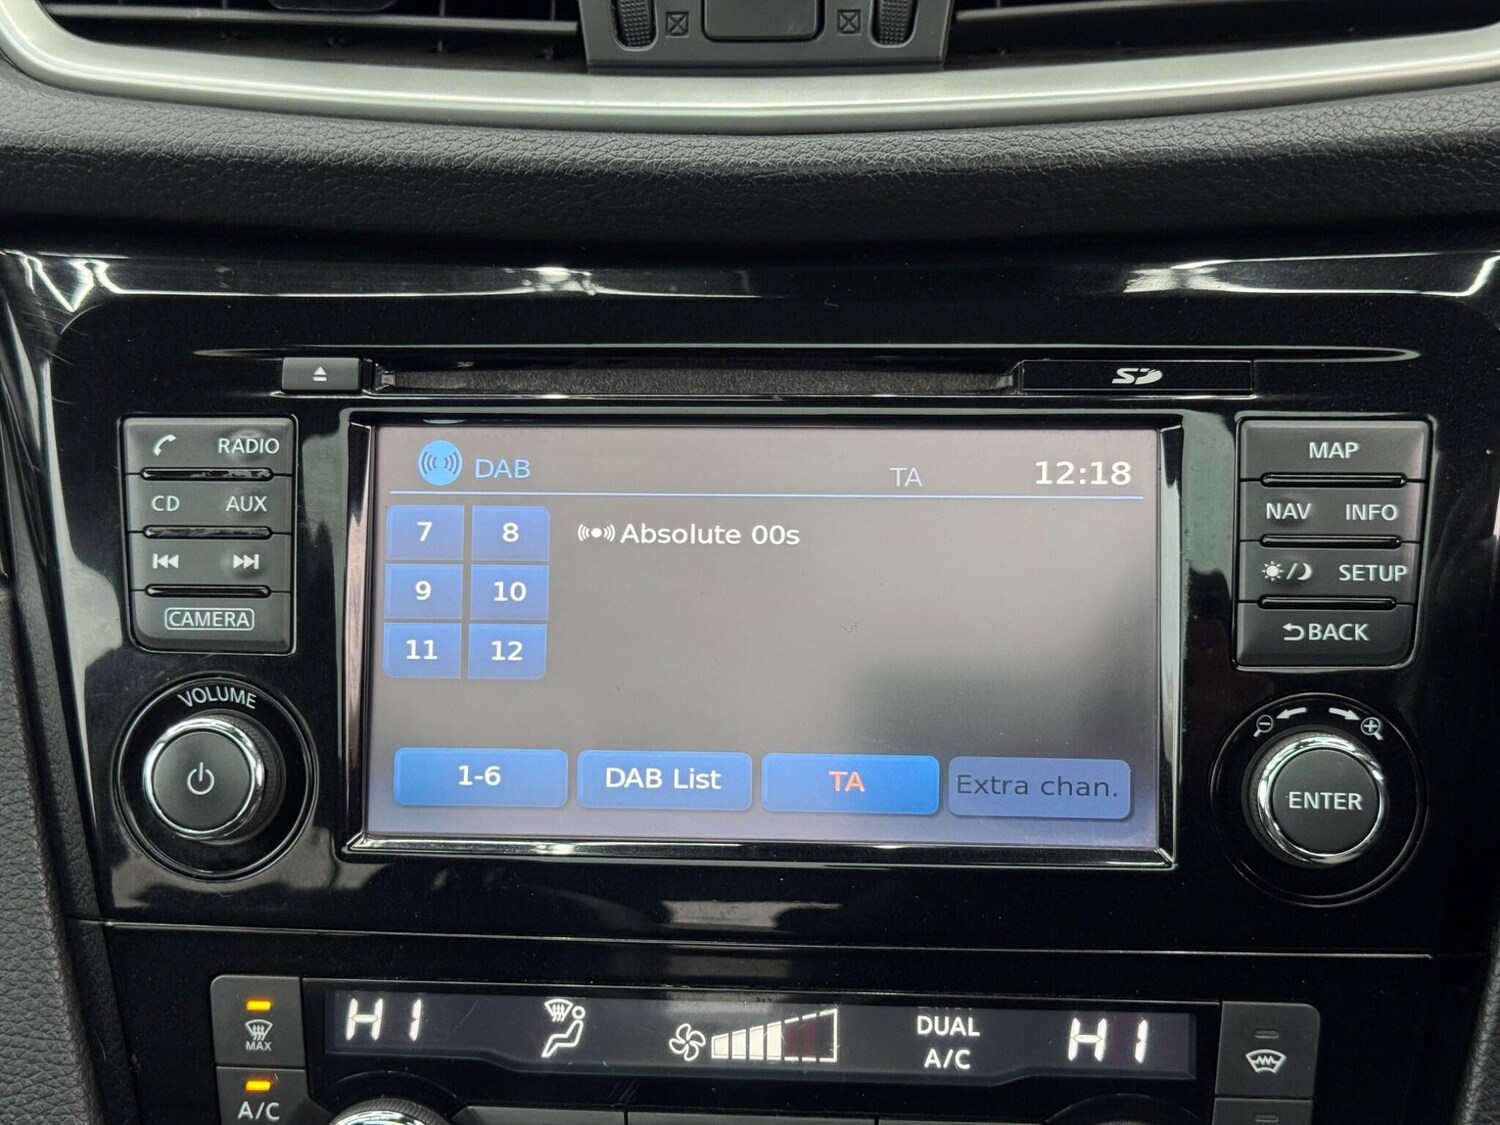 SD
RADIO
CD AUX
CAMERA
VOLUME
DAB TA 12:18
7 8 Absolute 00s
9 10
11 12
1-6 DAB List TA Extra chan.
MAP
NAV INFO
SETUP
BACK
ENTER
MAX
A/C
HI DUAL HI
A/C